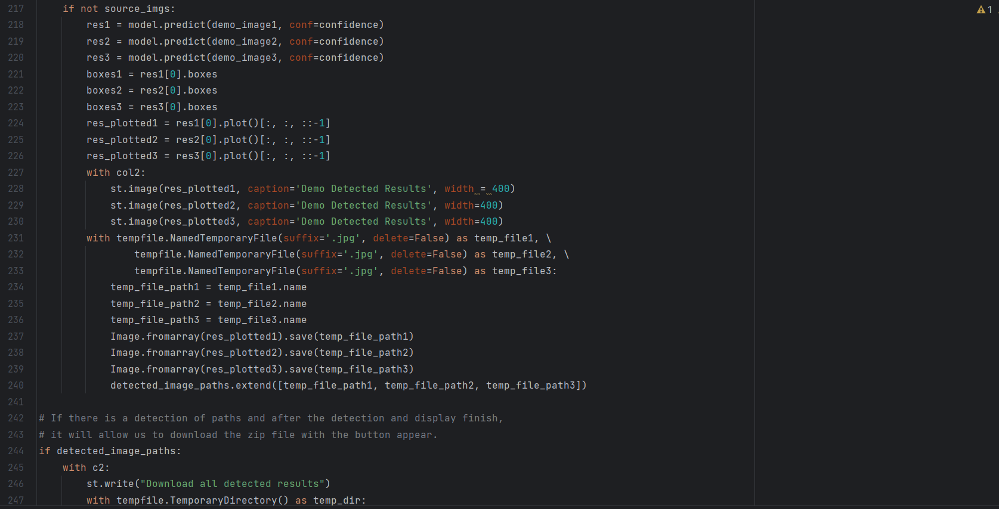 217     if not source_imgs:
218         res1 = model.predict(demo_image1, conf=confidence)
219         res2 = model.predict(demo_image2, conf=confidence)
220         res3 = model.predict(demo_image3, conf=confidence)
221         boxes1 = res1[0].boxes
222         boxes2 = res2[0].boxes
223         boxes3 = res3[0].boxes
224         res_plotted1 = res1[0].plot()[:, :, ::-1]
225         res_plotted2 = res2[0].plot()[:, :, ::-1]
226         res_plotted3 = res3[0].plot()[:, :, ::-1]
227         with col2:
228             st.image(res_plotted1, caption='Demo Detected Results', width = 400)
229             st.image(res_plotted2, caption='Demo Detected Results', width=400)
230             st.image(res_plotted3, caption='Demo Detected Results', width=400)
231         with tempfile.NamedTemporaryFile(suffix='.jpg', delete=False) as temp_file1, \
232                 tempfile.NamedTemporaryFile(suffix='.jpg', delete=False) as temp_file2, \
233                 tempfile.NamedTemporaryFile(suffix='.jpg', delete=False) as temp_file3:
234             temp_file_path1 = temp_file1.name
235             temp_file_path2 = temp_file2.name
236             temp_file_path3 = temp_file3.name
237             Image.fromarray(res_plotted1).save(temp_file_path1)
238             Image.fromarray(res_plotted2).save(temp_file_path2)
239             Image.fromarray(res_plotted3).save(temp_file_path3)
240             detected_image_paths.extend([temp_file_path1, temp_file_path2, temp_file_path3])
241
242 # If there is a detection of paths and after the detection and display finish,
243 # it will allow us to download the zip file with the button appear.
244 if detected_image_paths:
245     with c2:
246         st.write("Download all detected results")
247         with tempfile.TemporaryDirectory() as temp_dir:
1